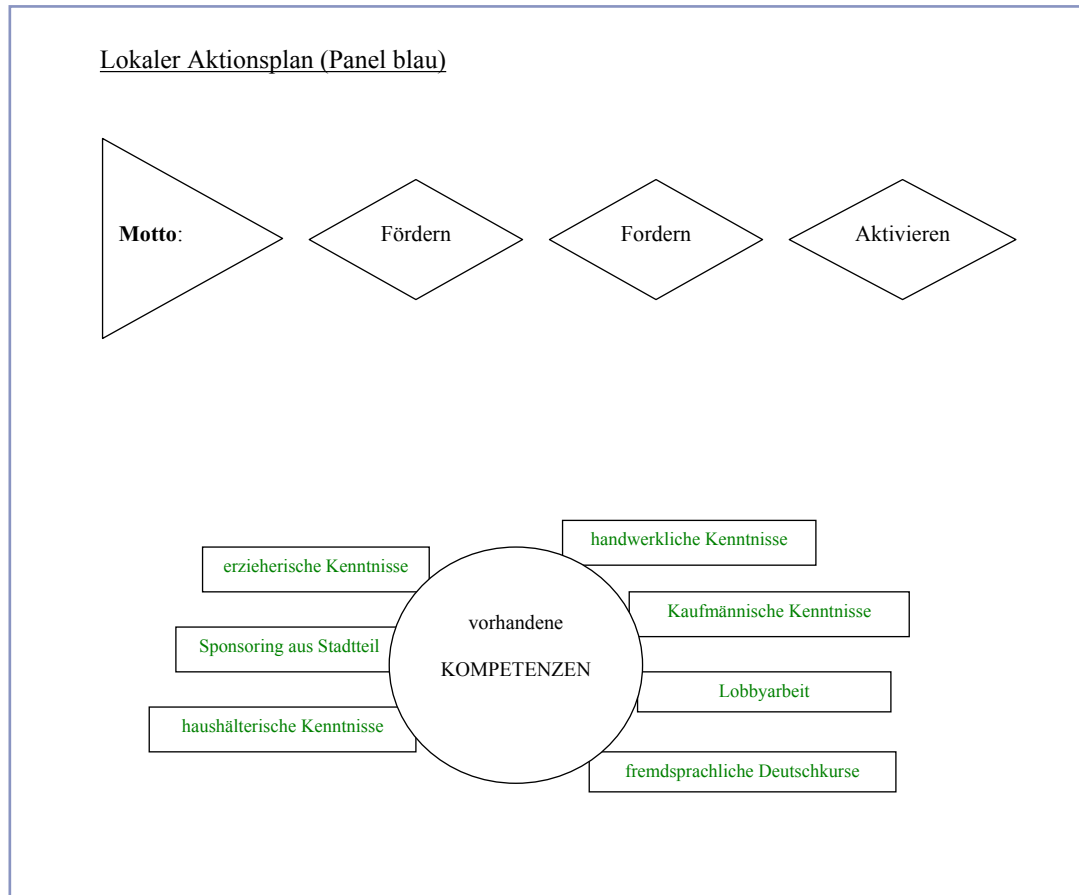 Lokaler Aktionsplan (Panel blau)
Motto:
Fördern
Fordern
Aktivieren
handwerkliche Kenntnisse
erzieherische Kenntnisse
Kaufmännische Kenntnisse
vorhandene
KOMPETENZEN
Sponsoring aus Stadtteil
Lobbyarbeit
haushälterische Kenntnisse
fremdsprachliche Deutschkurse